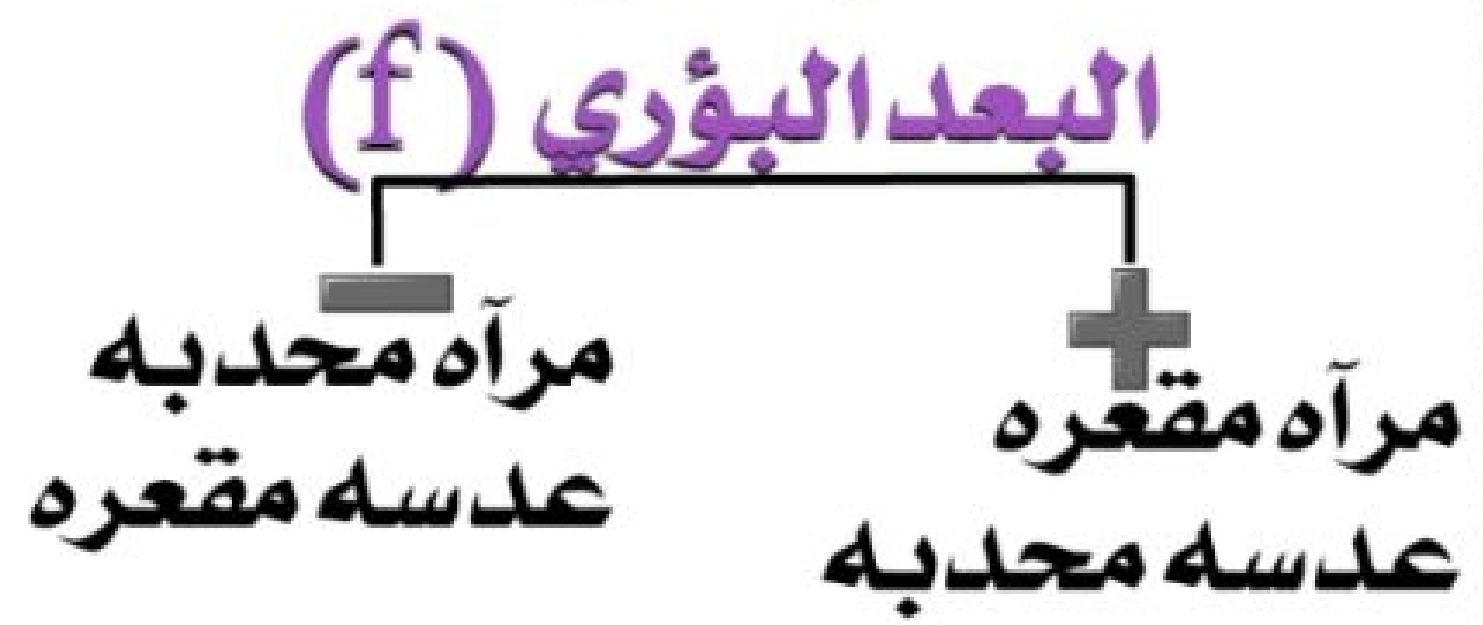 البعد البؤري (f)
+
مرآه مقعره
عدسه محدبه
−
مرآه محدبه
عدسه مقعره